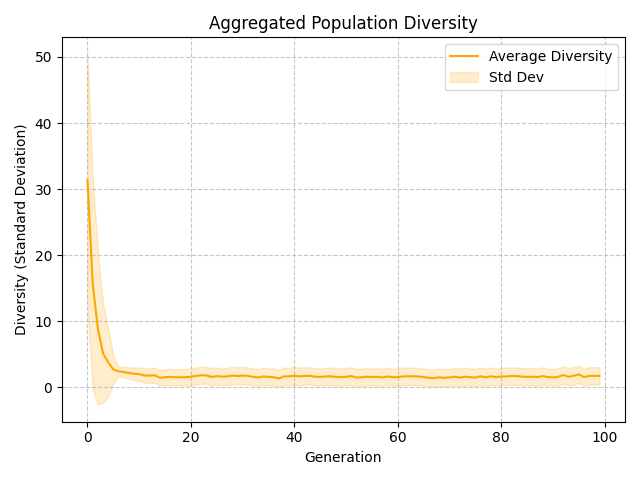 Aggregated Population Diversity
50
40
30
20
10
0
Diversity (Standard Deviation)
Average Diversity
Std Dev
0 20 40 60 80 100
Generation